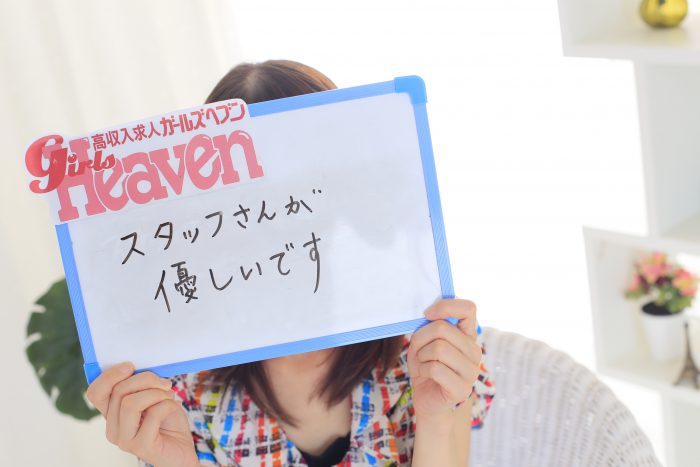 高収入求人ガールズヘブン
Girls
Heaven
スタッフさんが
優しいです